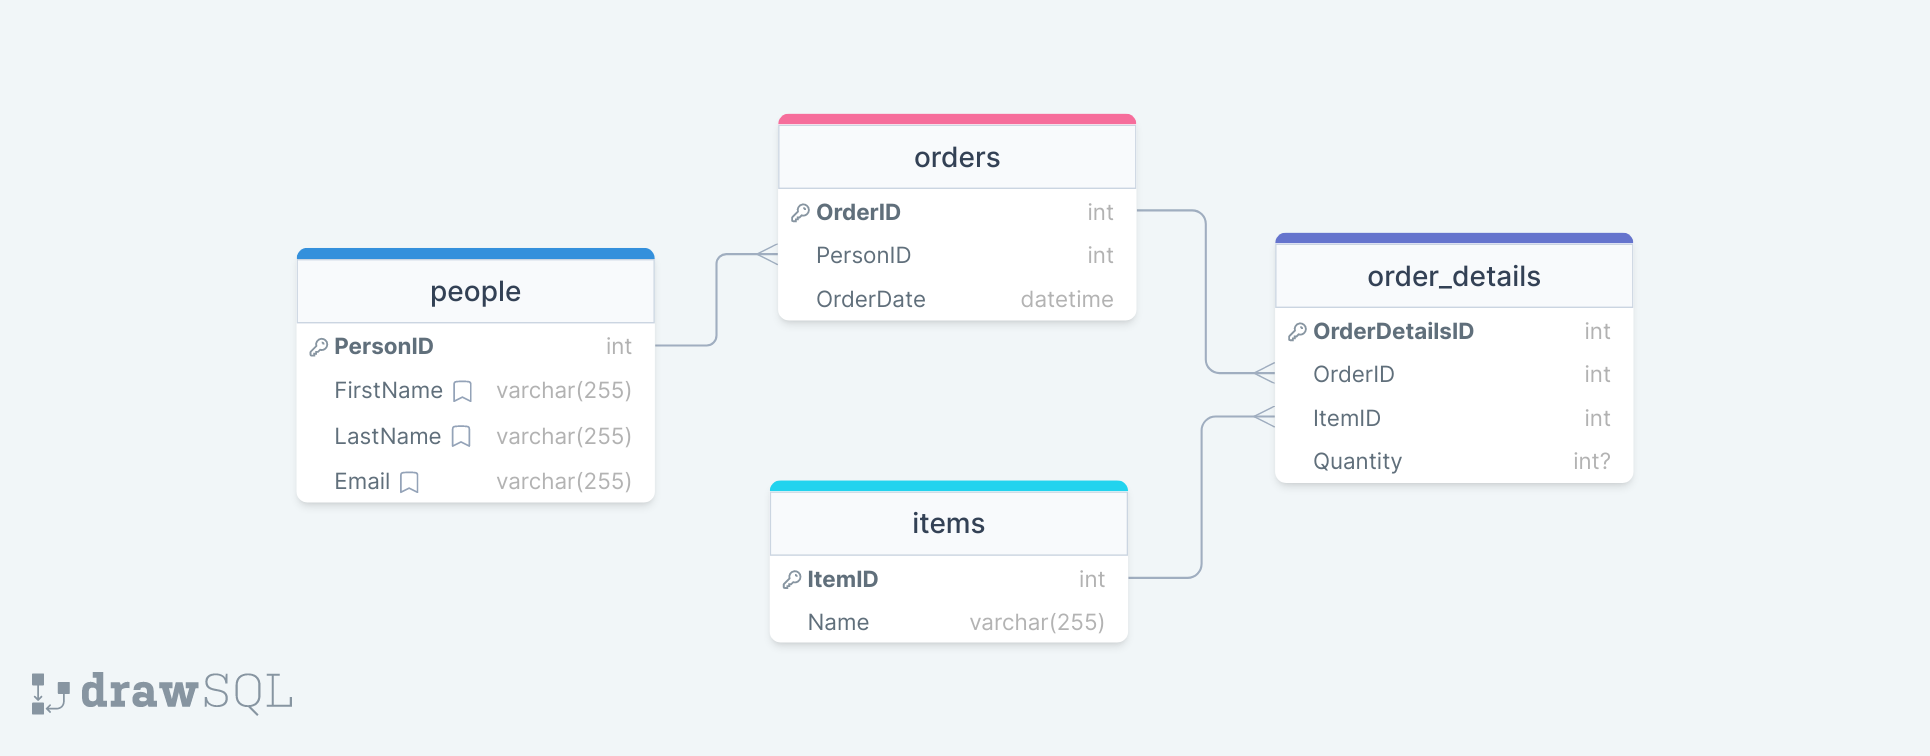 people
PersonID int
FirstName varchar(255)
LastName varchar(255)
Email varchar(255)
orders
OrderID int
PersonID int
OrderDate datetime
items
ItemID int
Name varchar(255)
order_details
OrderDetailsID int
OrderID int
ItemID int
Quantity int?
drawSQL